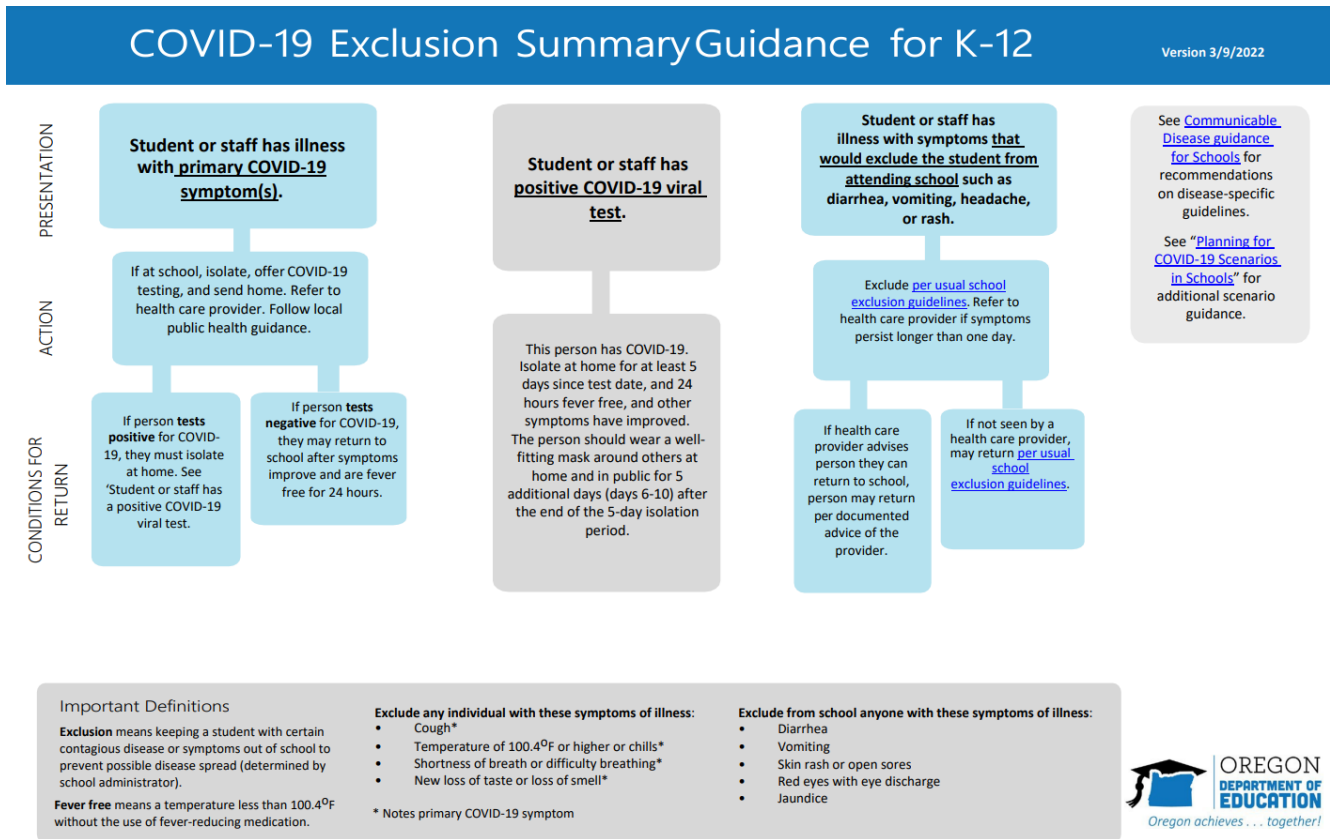 COVID-19 Exclusion Summary Guidance for K-12
Version 3/9/2022
PRESENTATION
Student or staff has illness
with primary COVID-19
symptom(s).
Student or staff has
positive COVID-19 viral
test.
Student or staff has
illness with symptoms that
would exclude the student from
attending school such as
diarrhea, vomiting, headache,
or rash.
See Communicable
Disease guidance
for Schools for
recommendations
on disease-specific
guidelines.
See “Planning for
COVID-19 Scenarios
in Schools” for
additional scenario
guidance.
ACTION
If at school, isolate, offer COVID-19
testing, and send home. Refer to
health care provider. Follow local
public health guidance.
This person has COVID-19.
Isolate at home for at least 5
days since test date, and 24
hours fever free, and other
symptoms have improved.
The person should wear a well-
fitting mask around others at
home and in public for 5
additional days (days 6-10) after
the end of the 5-day isolation
period.
Exclude per usual school
exclusion guidelines. Refer to
health care provider if symptoms
persist longer than one day.
CONDITIONS FOR
RETURN
If person tests
positive for COVID-
19, they must isolate
at home. See
‘Student or staff has
a positive COVID-19
viral test.
If person tests
negative for COVID-19,
they may return to
school after symptoms
improve and are fever
free for 24 hours.
If health care
provider advises
person they can
return to school,
person may return
per documented
advice of the
provider.
If not seen by a
health care provider,
may return per usual
school
exclusion guidelines.
Important Definitions
Exclusion means keeping a student with certain
contagious disease or symptoms out of school to
prevent possible disease spread (determined by
school administrator).
Fever free means a temperature less than 100.4ºF
without the use of fever-reducing medication.
Exclude any individual with these symptoms of illness:
• Cough*
• Temperature of 100.4ºF or higher or chills*
• Shortness of breath or difficulty breathing*
• New loss of taste or loss of smell*
* Notes primary COVID-19 symptom
Exclude from school anyone with these symptoms of illness:
• Diarrhea
• Vomiting
• Skin rash or open sores
• Red eyes with eye discharge
• Jaundice
OREGON
DEPARTMENT OF
EDUCATION
Oregon achieves . . . together!